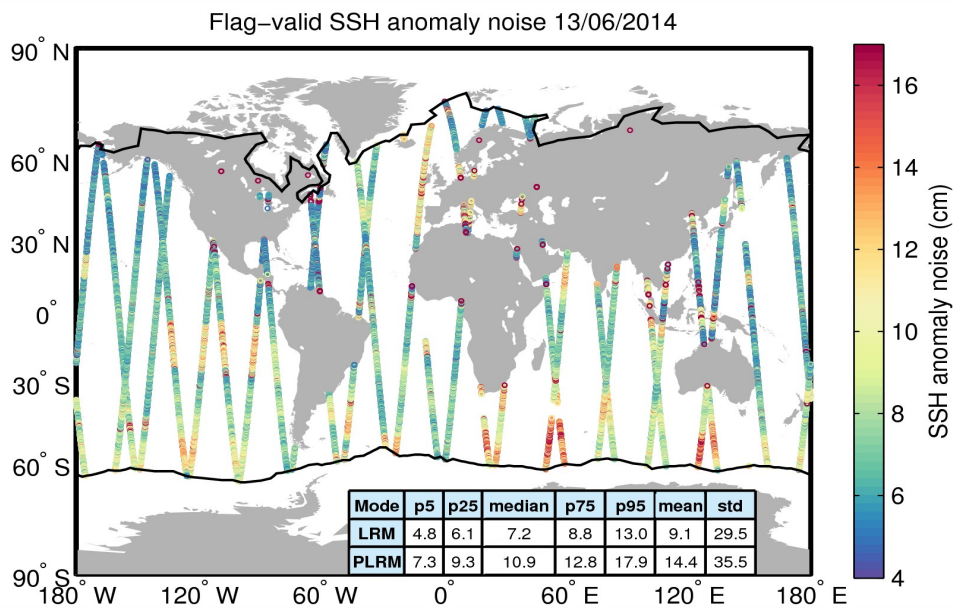 Flag−valid SSH anomaly noise 13/06/2014
90° N
60° N
30° N
0°
30° S
60° S
90° S
180° W
120° W
60° W
0°
60° E
120° E
180° E
Mode p5 p25 median p75 p95 mean std
LRM 4.8 6.1 7.2 8.8 13.0 9.1 29.5
PLRM 7.3 9.3 10.9 12.8 17.9 14.4 35.5
16
14
12
10
8
6
4
SSH anomaly noise (cm)